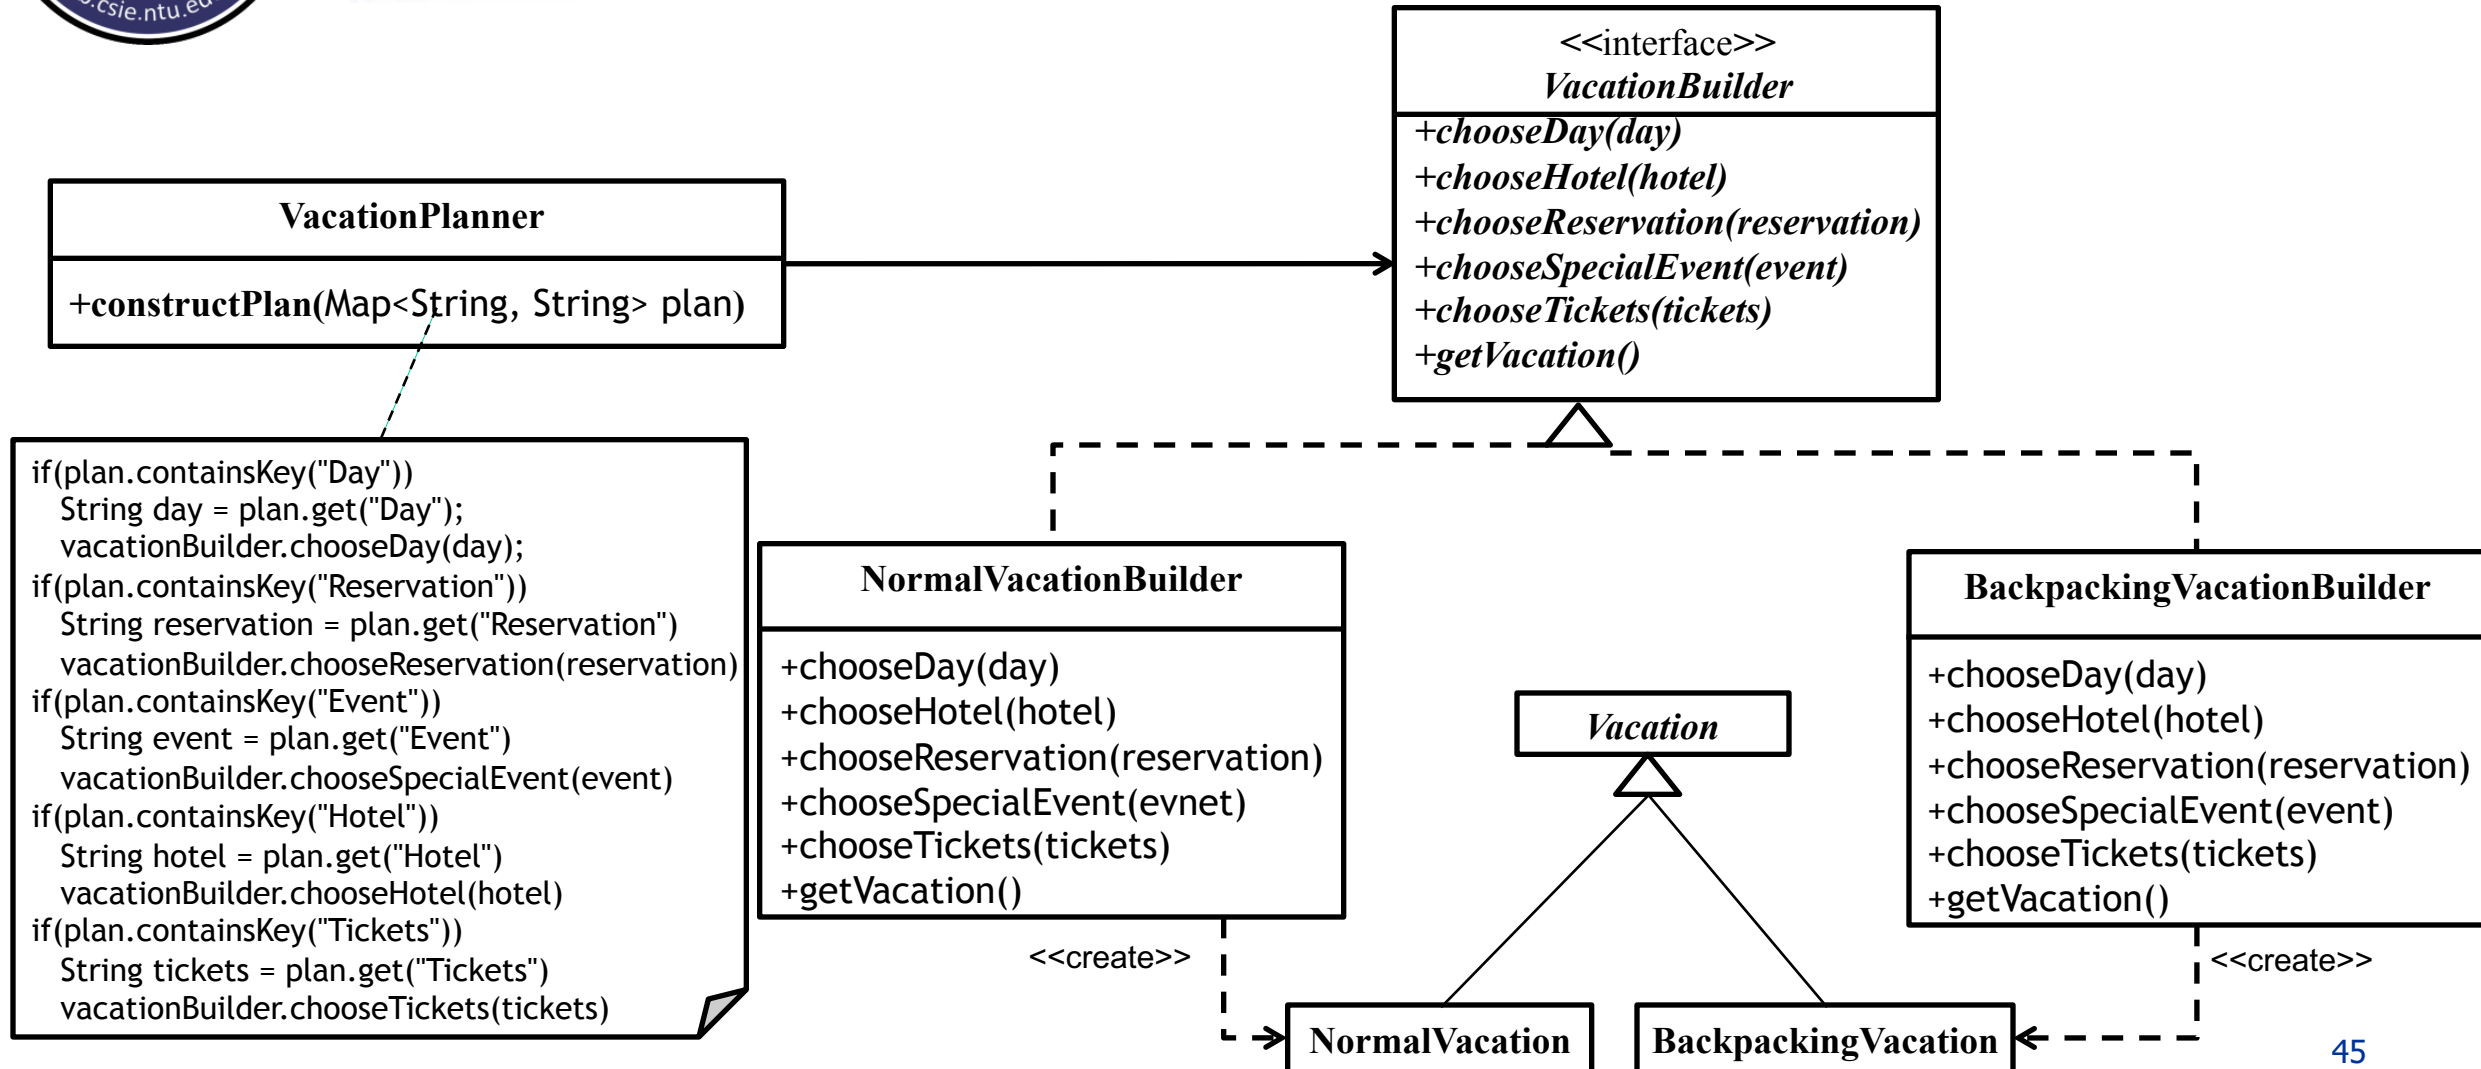 csie.ntu.edu
<<interface>>
VacationBuilder
+chooseDay(day)
+chooseHotel(hotel)
+chooseReservation(reservation)
+chooseSpecialEvent(event)
+chooseTickets(tickets)
+getVacation()
VacationPlanner
+constructPlan(Map<String, String> plan)
if(plan.containsKey("Day"))
String day = plan.get("Day");
vacationBuilder.chooseDay(day);
if(plan.containsKey("Reservation"))
String reservation = plan.get("Reservation")
vacationBuilder.chooseReservation(reservation)
if(plan.containsKey("Event"))
String event = plan.get("Event")
vacationBuilder.chooseSpecialEvent(event)
if(plan.containsKey("Hotel"))
String hotel = plan.get("Hotel")
vacationBuilder.chooseHotel(hotel)
if(plan.containsKey("Tickets"))
String tickets = plan.get("Tickets")
vacationBuilder.chooseTickets(tickets)
NormalVacationBuilder
+chooseDay(day)
+chooseHotel(hotel)
+chooseReservation(reservation)
+chooseSpecialEvent(evnet)
+chooseTickets(tickets)
+getVacation()
<<create>>
Vacation
NormalVacation
BackpackingVacation
BackpackingVacationBuilder
+chooseDay(day)
+chooseHotel(hotel)
+chooseReservation(reservation)
+chooseSpecialEvent(event)
+chooseTickets(tickets)
+getVacation()
<<create>>
45